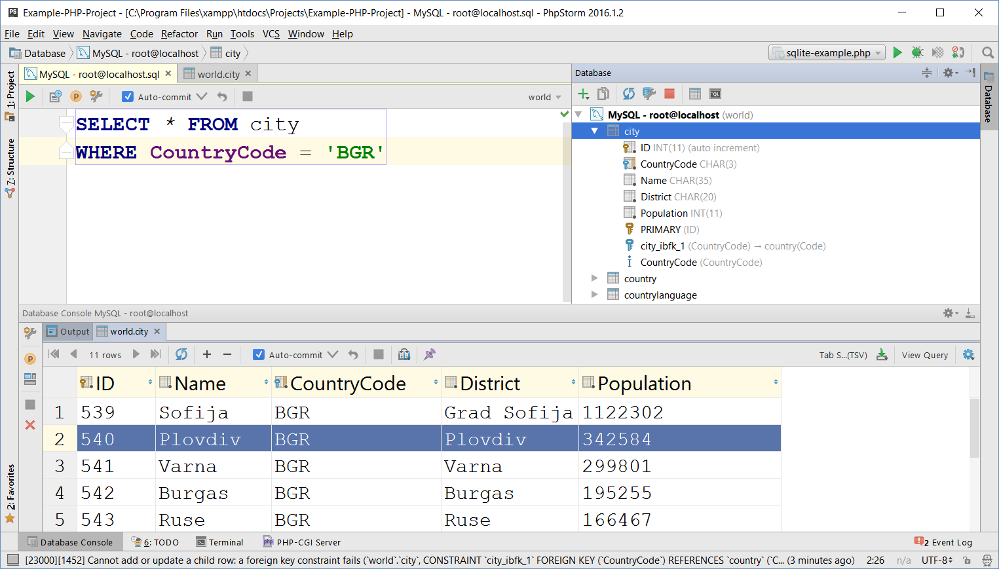 Example-PHP-Project - [C:\Program Files\xampp\htdocs\Projects\Example-PHP-Project] - MySQL - root@localhost.sql - PhpStorm 2016.1.2
File Edit View Navigate Code Refactor Run Tools VCS Window Help
Database MySQL - root@localhost city sqlite-example.php
1: Project
7: Structure
2: Favorites
MySQL - root@localhost.sql world.city
Auto-commit world
SELECT * FROM city
WHERE CountryCode = 'BGR'
Database
Database
MySQL - root@localhost (world)
city
ID INT(11) (auto increment)
CountryCode CHAR(3)
Name CHAR(35)
District CHAR(20)
Population INT(11)
PRIMARY (ID)
city_ibfk_1 (CountryCode) → country(Code)
CountryCode (CountryCode)
country
countrylanguage
Database Console MySQL - root@localhost
Output world.city
11 rows Auto-commit Tab S...(TSV) View Query
ID Name CountryCode District Population
1 539 Sofija BGR Grad Sofija 1122302
2 540 Plovdiv BGR Plovdiv 342584
3 541 Varna BGR Varna 299801
4 542 Burgas BGR Burgas 195255
5 543 Ruse BGR Ruse 166467
Database Console 6: TODO Terminal PHP-CGI Server 2 Event Log
[23000][1452] Cannot add or update a child row: a foreign key constraint fails (`world`.`city`, CONSTRAINT `city_ibfk_1` FOREIGN KEY (`CountryCode`) REFERENCES `country` (`C... (3 minutes ago) 2:26 n/a UTF-8